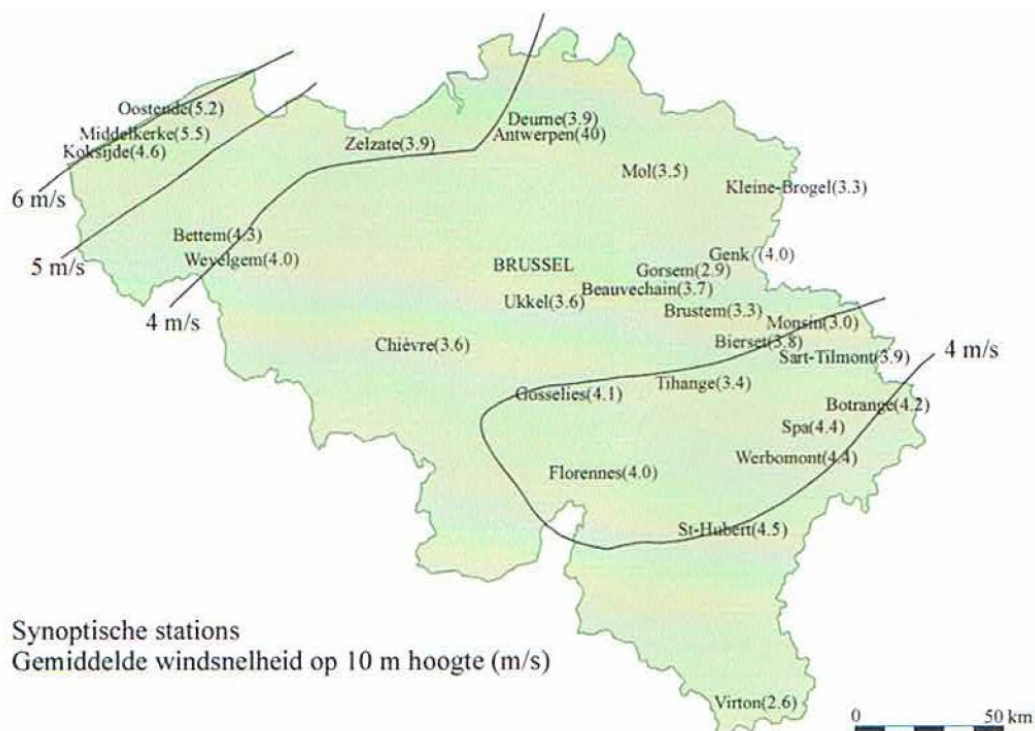 Oostende(5.2)
Deurne(3.9)
Middelkerke(5.5)
Antwerpen(40)
Koksijde(4.6)
Zelzate(3.9)
Mol(3.5)
Kleine-Brogel(3.3)
6 m/s
Bettem(4.3)
Wevelgem(4.0)
Genk (4.0)
5 m/s
BRUSSEL
Gorsem(2.9)
Beauvechain(3.7)
Ukkel(3.6)
Brustem(3.3)
4 m/s
Monsin(3.0)
Chièvre(3.6)
Bierset(3.8)
4 m/s
Sart-Tilmont(3.9)
Tihange(3.4)
Gosselies(4.1)
Botrange(4.2)
Spa(4.4)
Werbomont(4.4)
Florennes(4.0)
St-Hubert(4.5)
Synoptische stations
Gemiddelde windsnelheid op 10 m hoogte (m/s)
Virton(2.6)
0 50 km